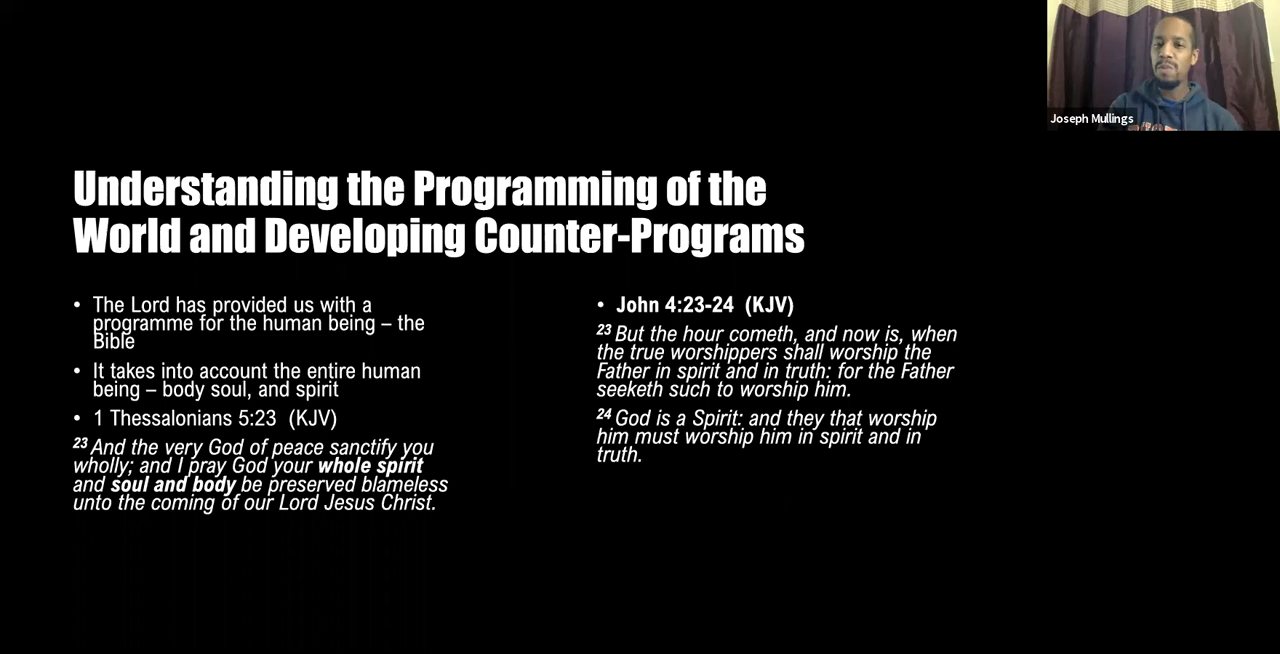 Joseph Mullings
Understanding the Programming of the
World and Developing Counter-Programs
• The Lord has provided us with a
programme for the human being – the
Bible
• It takes into account the entire human
being – body soul, and spirit
• 1 Thessalonians 5:23 (KJV)
23 And the very God of peace sanctify you
wholly; and I pray God your whole spirit
and soul and body be preserved blameless
unto the coming of our Lord Jesus Christ.
• John 4:23-24 (KJV)
23 But the hour cometh, and now is, when
the true worshippers shall worship the
Father in spirit and in truth: for the Father
seeketh such to worship him.
24 God is a Spirit: and they that worship
him must worship him in spirit and in
truth.